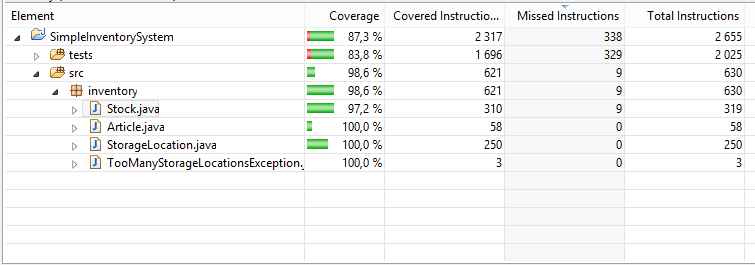 Element Coverage Covered Instructio... Missed Instructions Total Instructions
SimpleInventorySystem 87,3 % 2 317 338 2 655
tests 83,8 % 1 696 329 2 025
src 98,6 % 621 9 630
inventory 98,6 % 621 9 630
Stock.java 97,2 % 310 9 319
Article.java 100,0 % 58 0 58
StorageLocation.java 100,0 % 250 0 250
TooManyStorageLocationsException. 100,0 % 3 0 3